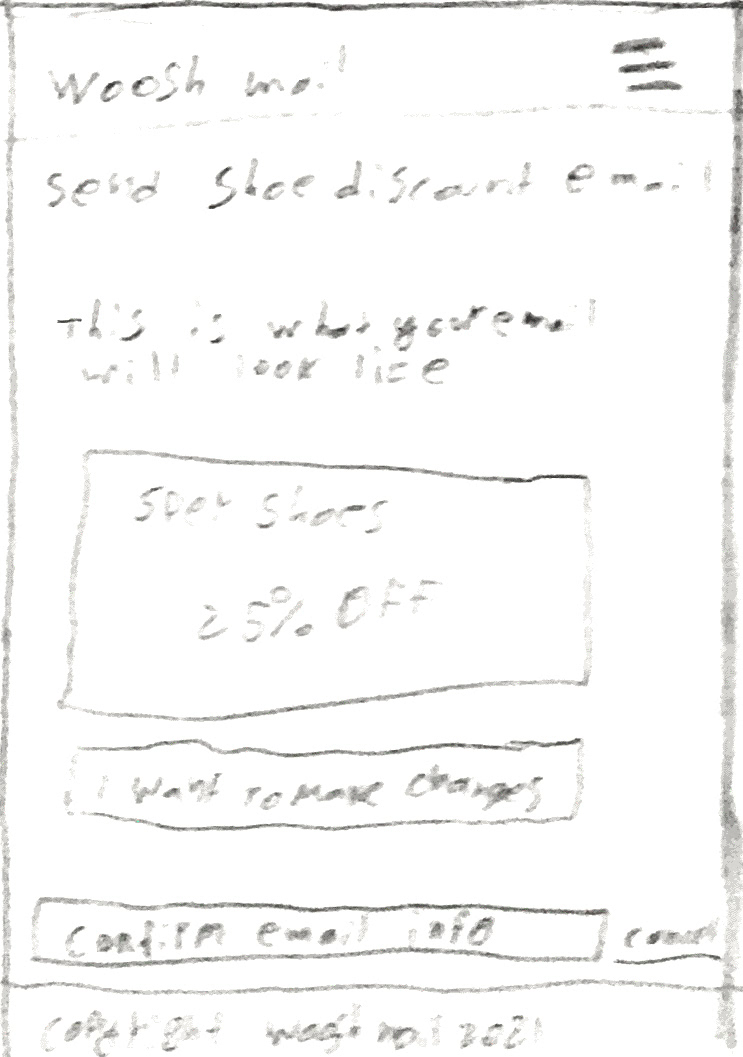 Woosh mail
Send Shoe discount email
This is what your email
will look like
Sper Shoes
25% OFF
I want to make changes
Confirm email info
cancel
Copyright woosh mail 2021